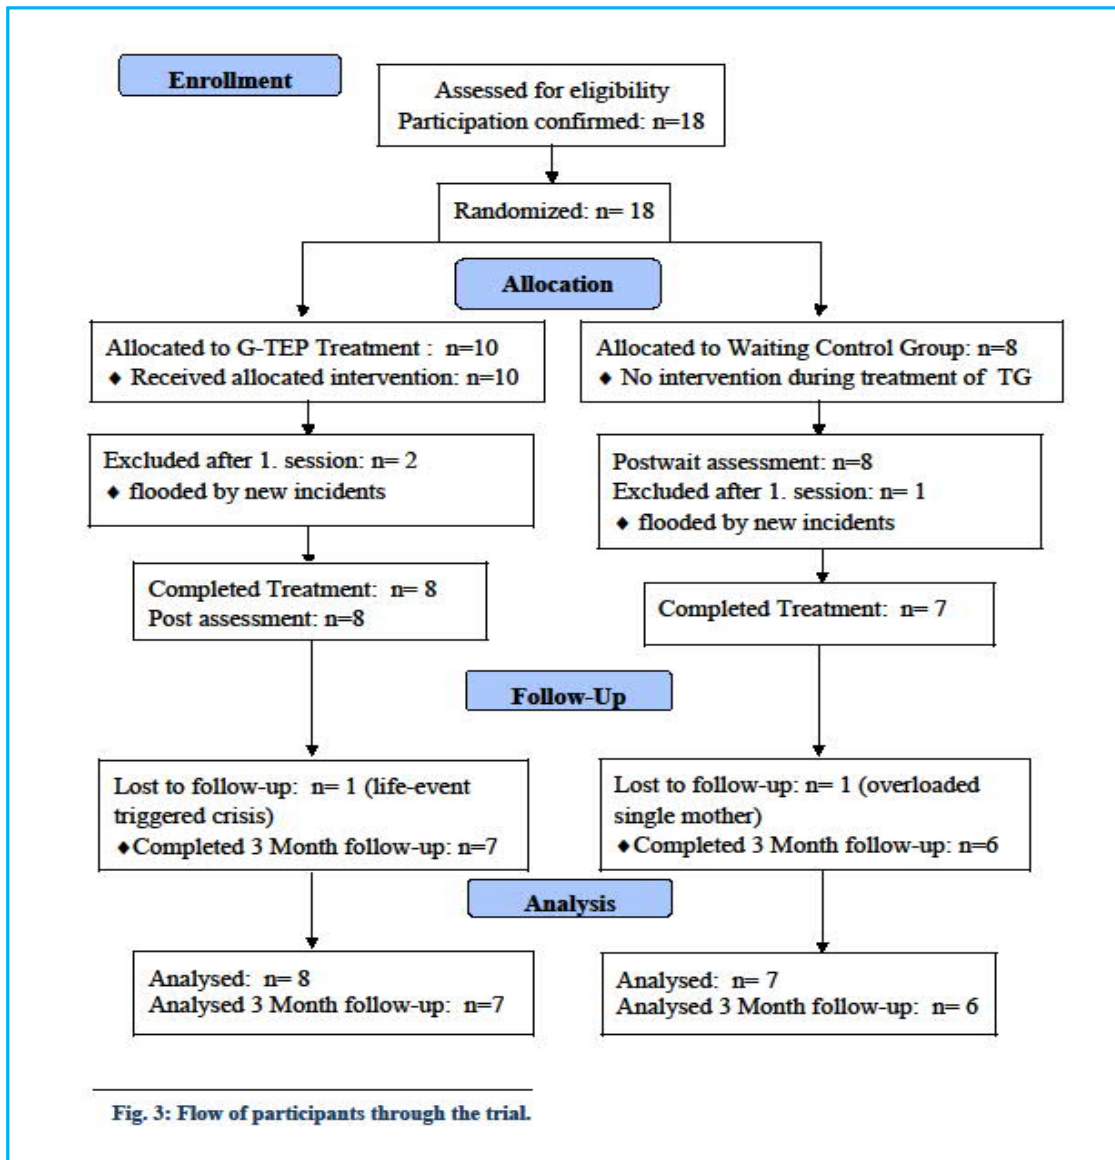 Enrollment
Assessed for eligibility
Participation confirmed: n=18
Randomized: n= 18
Allocation
Allocated to G-TEP Treatment : n=10
♦ Received allocated intervention: n=10
Allocated to Waiting Control Group: n=8
♦ No intervention during treatment of TG
Excluded after 1. session: n= 2
♦ flooded by new incidents
Postwait assessment: n=8
Excluded after 1. session: n= 1
♦ flooded by new incidents
Completed Treatment: n= 8
Post assessment: n=8
Completed Treatment: n= 7
Follow-Up
Lost to follow-up: n= 1 (life-event
triggered crisis)
♦Completed 3 Month follow-up: n=7
Lost to follow-up: n= 1 (overloaded
single mother)
♦Completed 3 Month follow-up: n=6
Analysis
Analysed: n= 8
Analysed 3 Month follow-up: n=7
Analysed: n= 7
Analysed 3 Month follow-up: n= 6
Fig. 3: Flow of participants through the trial.